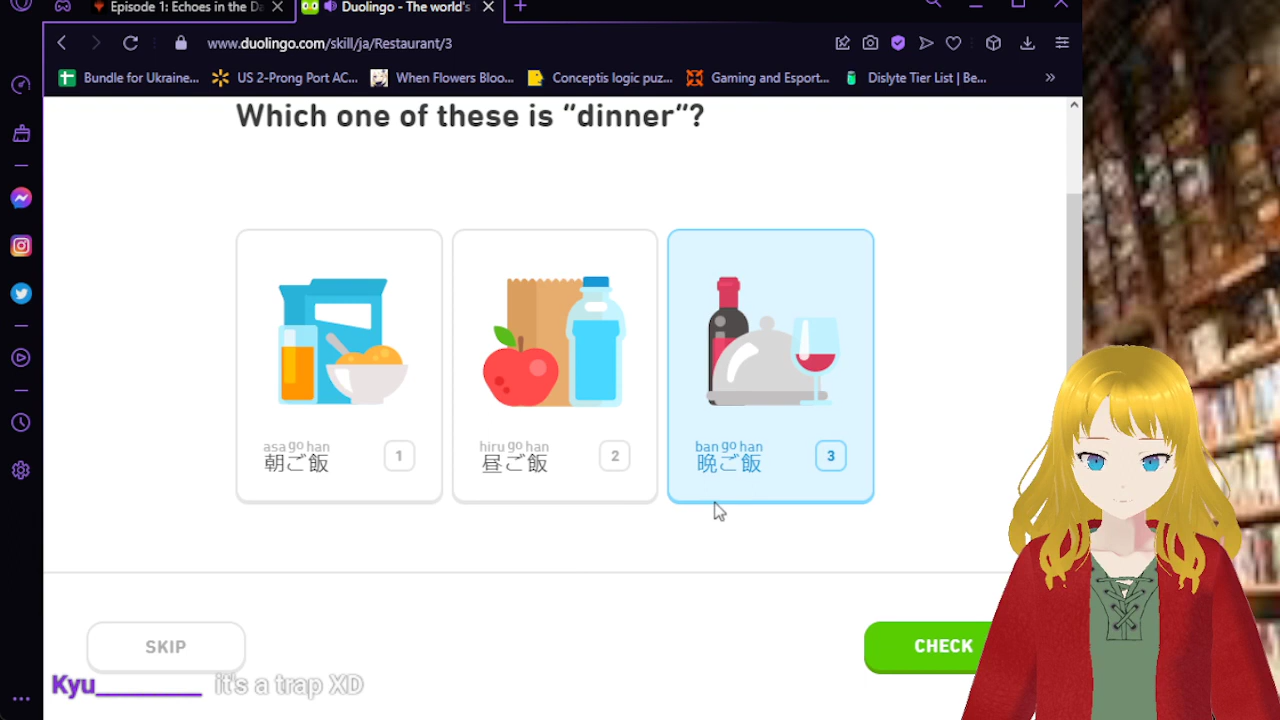 Episode 1: Echoes in the Da
Duolingo - The world's
www.duolingo.com/skill/ja/Restaurant/3
Bundle for Ukraine...
US 2-Prong Port AC...
When Flowers Bloo...
Conceptis logic puz...
Gaming and Esport...
Dislyte Tier List | Be...
»
Which one of these is “dinner”?
asa go han
朝ご飯
1
hiru go han
昼ご飯
2
ban go han
晩ご飯
3
SKIP
CHECK
Kyu_________ it's a trap XD